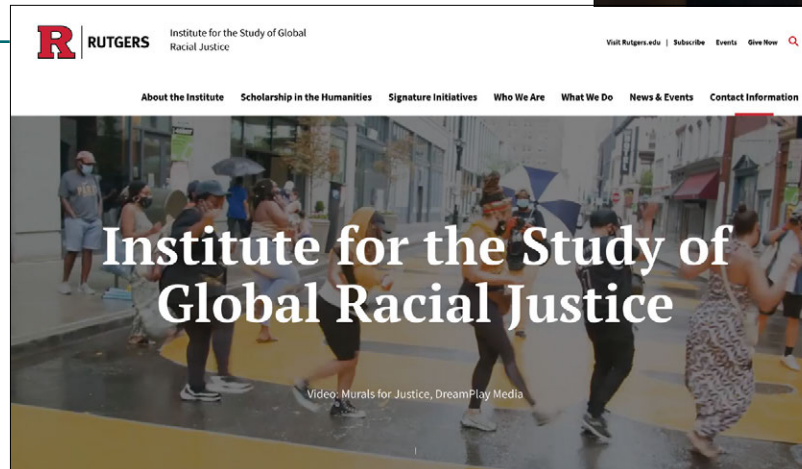 R RUTGERS
Institute for the Study of Global
Racial Justice
Visit Rutgers.edu | Subscribe Events Give Now
About the Institute Scholarship in the Humanities Signature Initiatives Who We Are What We Do News & Events Contact Information
Institute for the Study of
Global Racial Justice
Video: Murals for Justice, DreamPlay Media